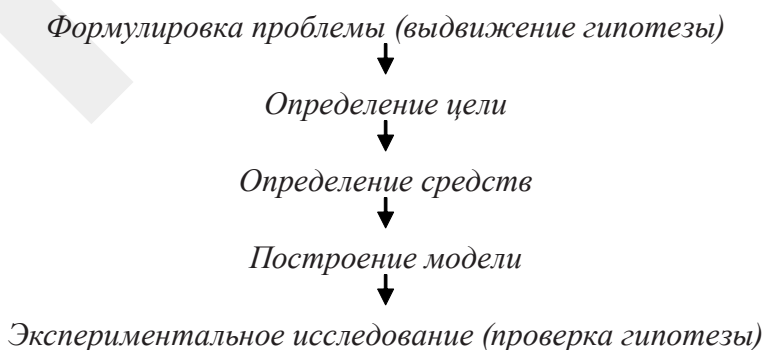 Формулировка проблемы (выдвижение гипотезы)
Определение цели
Определение средств
Построение модели
Экспериментальное исследование (проверка гипотезы)